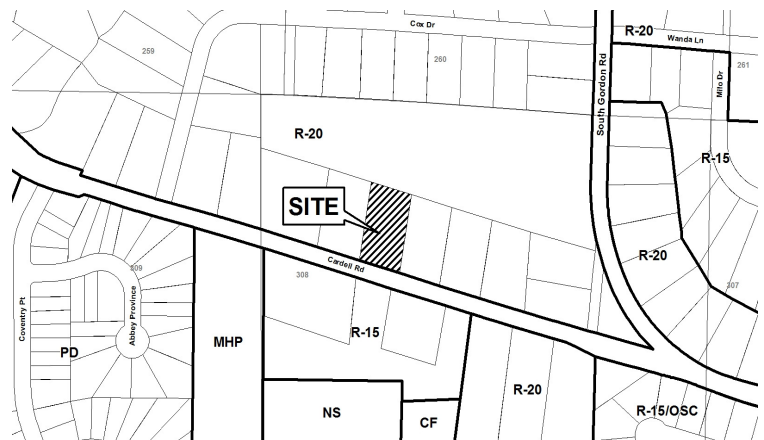 Cox Dr
R-20
Wanda Ln
259
260
261
South Gordon Rd
Milo Dr
R-20
R-15
SITE
R-20
Cardell Rd
309
308
307
Coventry Pt
Abbey Province
PD
MHP
R-15
NS
CF
R-20
R-15/OSC